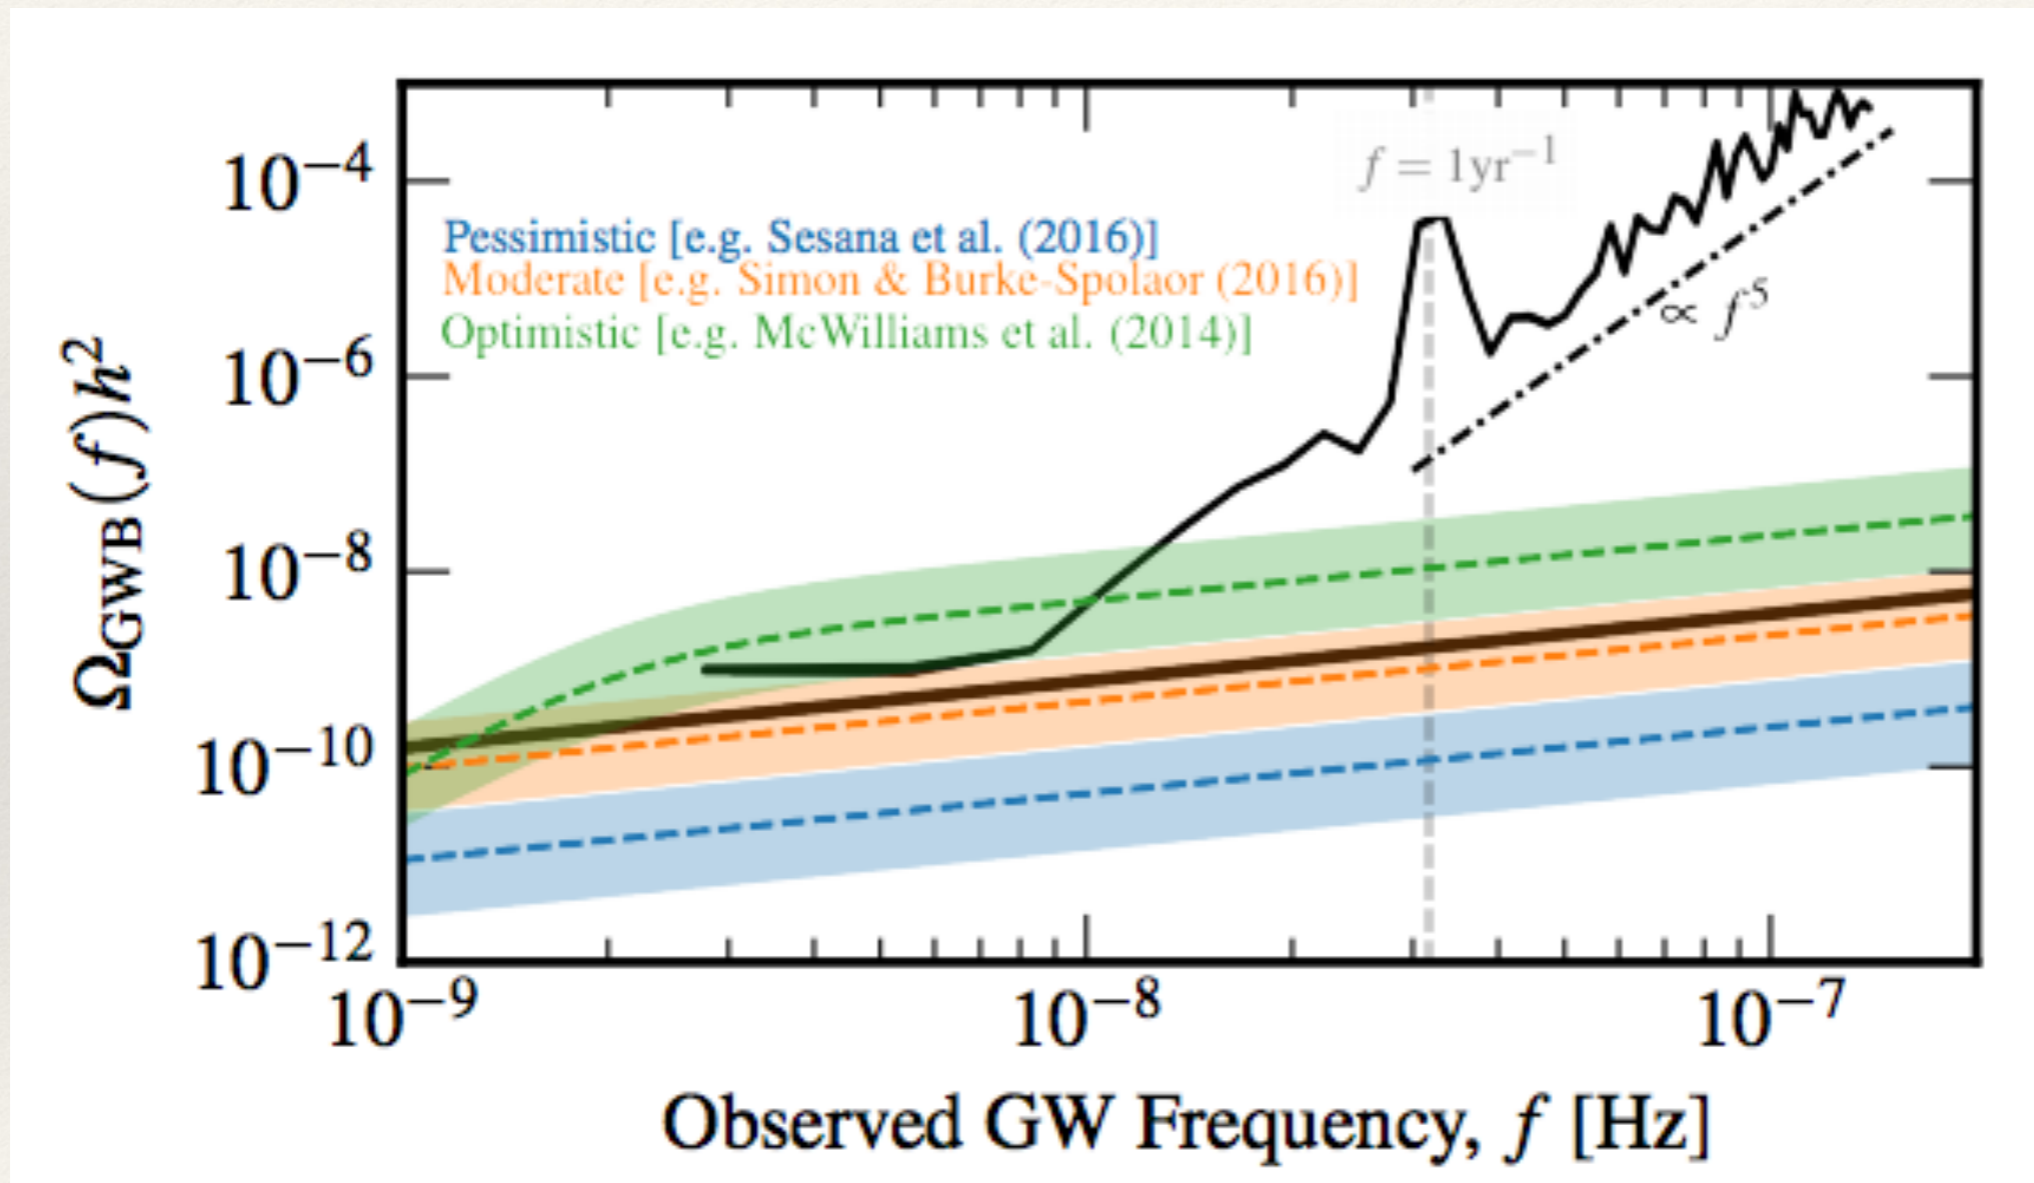 Ω_GWB(f)h²
10⁻⁴
10⁻⁶
10⁻⁸
10⁻¹⁰
10⁻¹²
f = 1yr⁻¹
Pessimistic [e.g. Sesana et al. (2016)]
Moderate [e.g. Simon & Burke-Spolaor (2016)]
Optimistic [e.g. McWilliams et al. (2014)]
∝ f⁵
10⁻⁹ 10⁻⁸ 10⁻⁷
Observed GW Frequency, f [Hz]